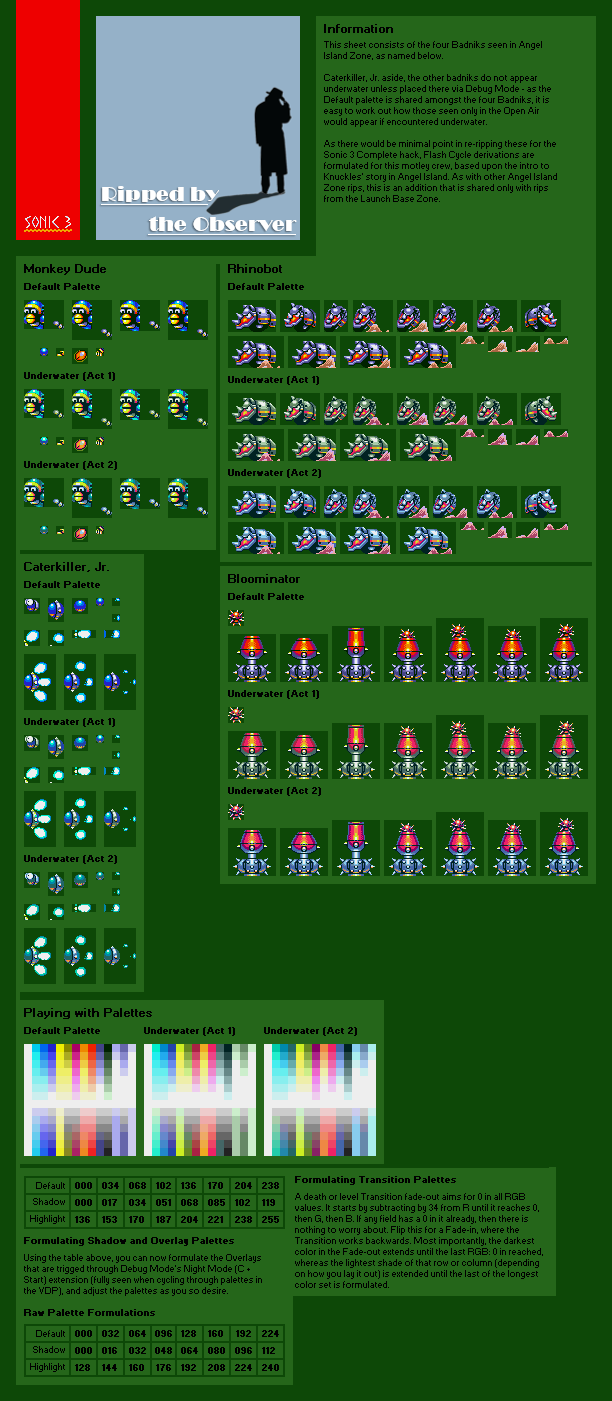 SONIC 3
Ripped by
the Observer
Information
This sheet consists of the four Badniks seen in Angel
Island Zone, as named below.
Caterkiller, Jr. aside, the other badniks do not appear
underwater unless placed there via Debug Mode - as the
Default palette is shared amongst the four Badniks, it is
easy to work out how those seen only in the Open Air
would appear if encountered underwater.
As there would be minimal point in re-ripping these for the
Sonic 3 Complete hack, Flash Cycle derivations are
formulated for this motley crew, based upon the intro to
Knuckles' story in Angel Island. As with other Angel Island
Zone rips, this is an addition that is shared only with rips
from the Launch Base Zone.
Monkey Dude
Default Palette
Underwater (Act 1)
Underwater (Act 2)
Rhinobot
Default Palette
Underwater (Act 1)
Underwater (Act 2)
Caterkiller, Jr.
Default Palette
Underwater (Act 1)
Underwater (Act 2)
Bloominator
Default Palette
Underwater (Act 1)
Underwater (Act 2)
Playing with Palettes
Default Palette Underwater (Act 1) Underwater (Act 2)
Default 000 034 068 102 136 170 204 238
Shadow 000 017 034 051 068 085 102 119
Highlight 136 153 170 187 204 221 238 255
Formulating Shadow and Overlay Palettes
Using the table above, you can now formulate the Overlays
that are trigged through Debug Mode's Night Mode (C +
Start) extension (fully seen when cycling through palettes in
the VDP), and adjust the palettes as you so desire.
Raw Palette Formulations
Default 000 032 064 096 128 160 192 224
Shadow 000 016 032 048 064 080 096 112
Highlight 128 144 160 176 192 208 224 240
Formulating Transition Palettes
A death or level Transition fade-out aims for 0 in all RGB
values. It starts by subtracting by 34 from R until it reaches 0,
then G, then B. If any field has a 0 in it already, then there is
nothing to worry about. Flip this for a Fade-in, where the
Transition works backwards. Most importantly, the darkest
color in the Fade-out extends until the last RGB: 0 in reached,
whereas the lightest shade of that row or column (depending
on how you lay it out) is extended until the last of the longest
color set is formulated.